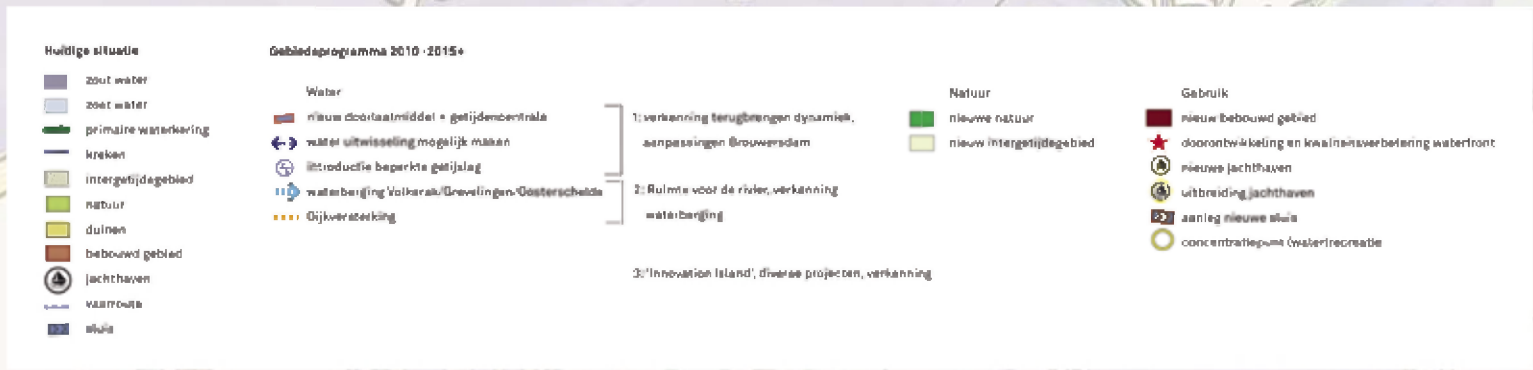 Huidige situatie
zout water
zoet water
primaire waterkering
kreken
intergetijdegebied
natuur
duinen
bebouwd gebied
jachthaven
vaarroute
sluis
Gebiedsprogramma 2010 -2015+
Water
nieuw doorlaatmiddel + getijdencentrale
water uitwisseling mogelijk maken
introductie beperkte getijslag
waterberging Volkerak/Grevelingen/Oosterschelde
Dijkversterking
1: verkenning terugbrengen dynamiek,
aanpassingen Brouwersdam
2: Ruimte voor de rivier, verkenning
waterberging
3: 'Innovation Island', diverse projecten, verkenning
Natuur
nieuwe natuur
nieuw intergetijdegebied
Gebruik
nieuw bebouwd gebied
doorontwikkeling en kwaliteitsverbetering waterfront
nieuwe jachthaven
uitbreiding jachthaven
aanleg nieuwe sluis
concentratiepunt (water)recreatie